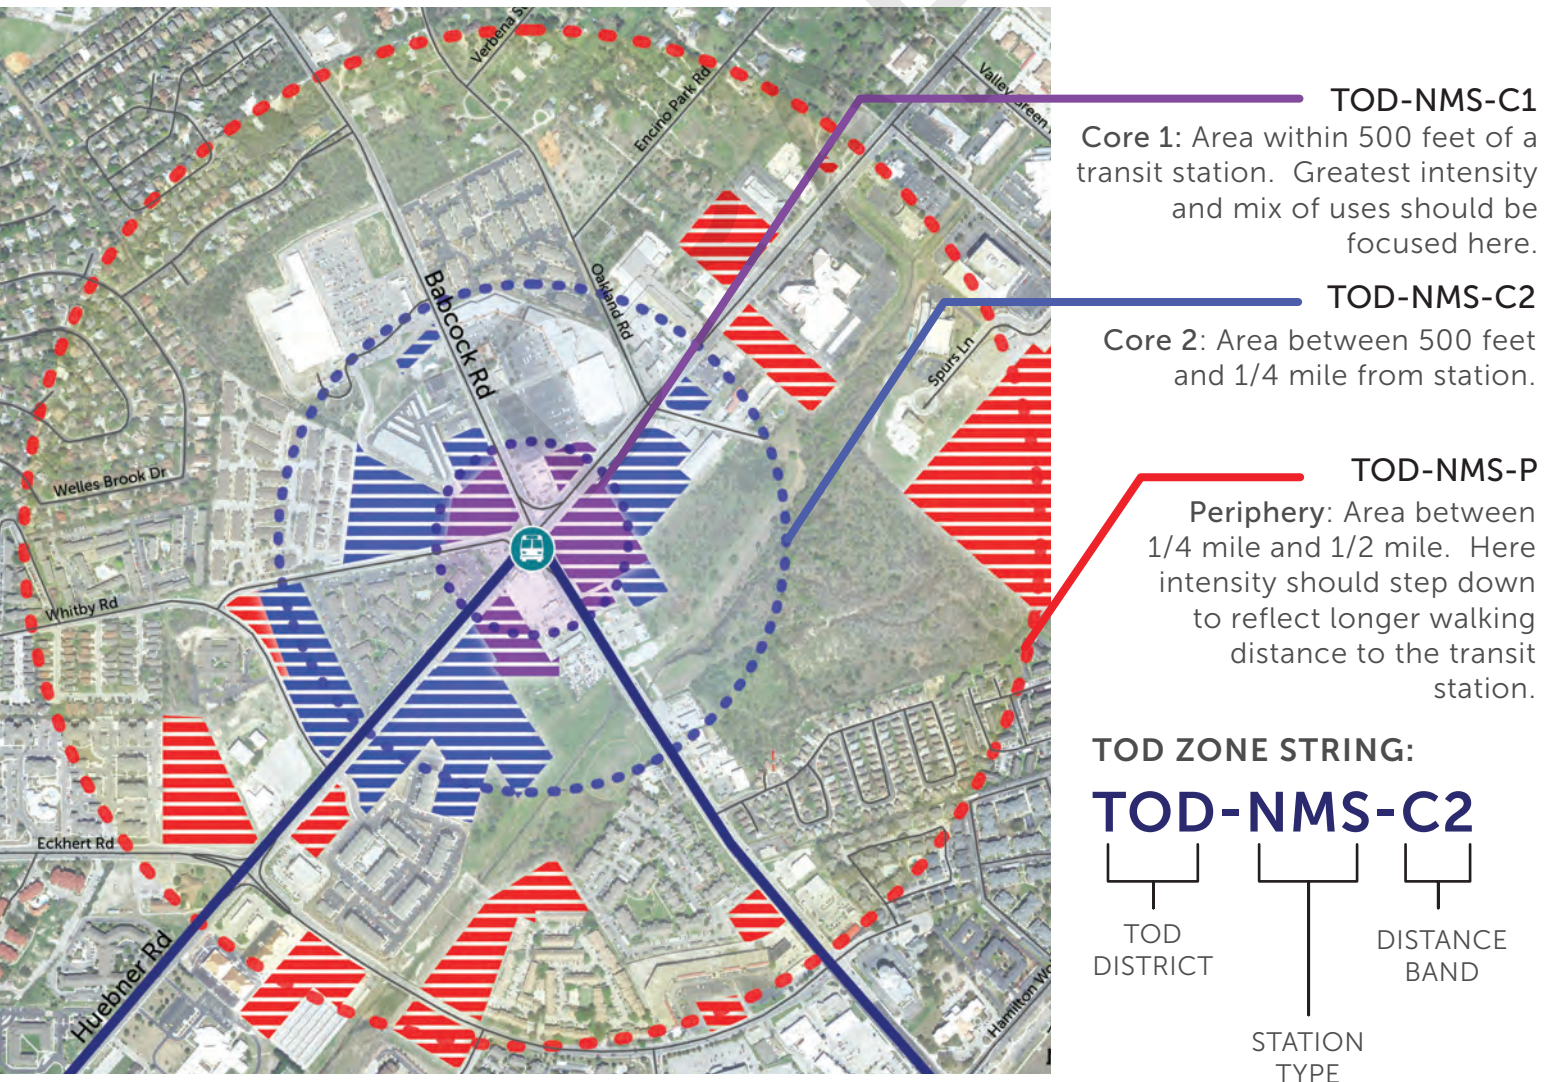 Verbena
Encino Park Rd
Valley Green
Oakland Rd
Babcock Rd
Spurs Ln
Welles Brook Dr
Whitby Rd
Eckhert Rd
Huebner Rd
Hamilton
TOD-NMS-C1
Core 1: Area within 500 feet of a
transit station. Greatest intensity
and mix of uses should be
focused here.
TOD-NMS-C2
Core 2: Area between 500 feet
and 1/4 mile from station.
TOD-NMS-P
Periphery: Area between
1/4 mile and 1/2 mile. Here
intensity should step down
to reflect longer walking
distance to the transit
station.
TOD ZONE STRING:
TOD-NMS-C2
TOD
DISTRICT
STATION
TYPE
DISTANCE
BAND